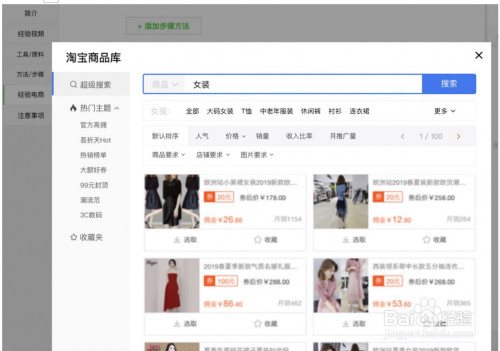 简介
+ 添加步骤方法
经验视频
工具/原料
方法/步骤
经验电商
注意事项
淘宝商品库
超级搜索
商品
女装
搜索
热门主题
官方高佣
吾折天Hot
热销榜单
大额好券
99元封顶
潮流范
3C数码
收藏夹
女装:
全部 大码女装 T恤 中老年服装 休闲裤 衬衫 连衣裙 更多
默认排序 人气 价格 销量 收入比率 月推广量 1 / 100
商品要求 店铺要求 图片要求
欧洲站小黑裙女装2019新款欧...
券 20元 券后价¥178.00
佣金¥26.88 月销1154
选取 收藏
欧洲站2019春夏装新款欧货潮...
券 20元 券后价¥258.00
佣金¥12.90 月销284
选取 收藏
2019春夏季新款气质名媛礼服...
券 100元 券后价¥288.00
佣金¥86.40 月销462
选取 收藏
西装领系带中长款五分袖连衣...
券 20元 券后价¥268.00
佣金¥53.60 月销365
选取 收藏
Baidu经验
jingyan.baidu.com